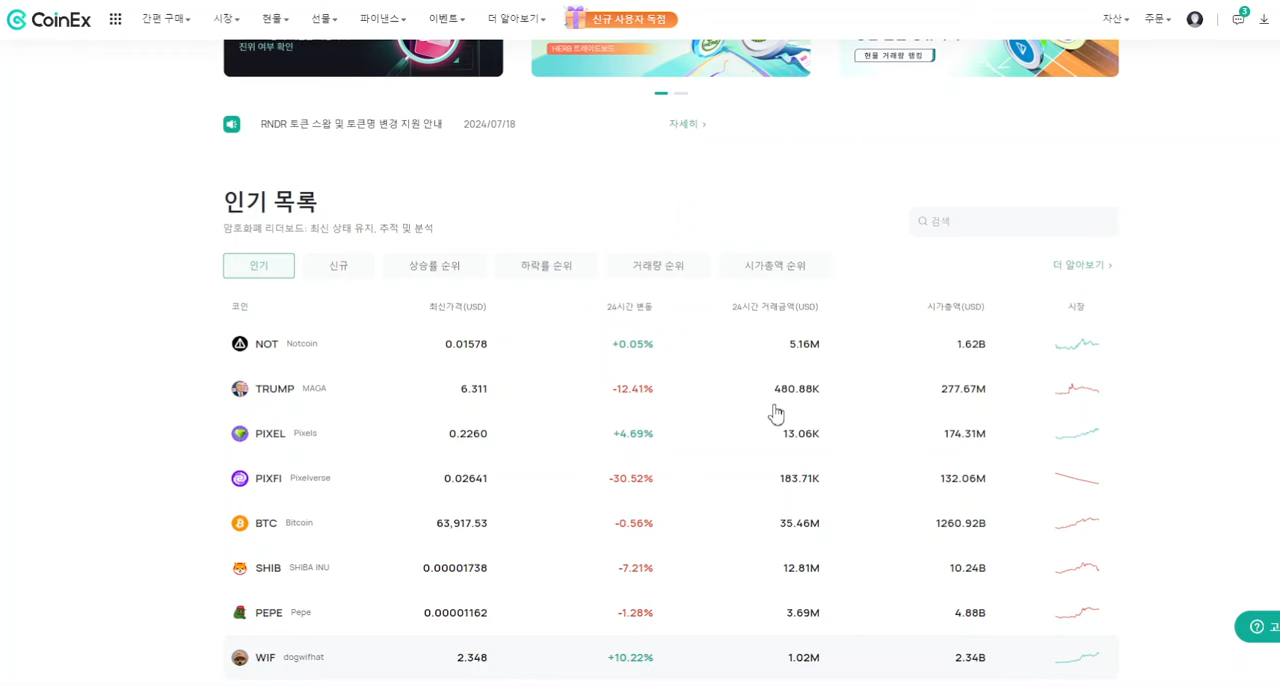 CoinEx 간편 구매 시장 현물 선물 파이낸스 이벤트 더 알아보기 신규 사용자 독점 자산 주문 3
진위 여부 확인
HERB 트레이드보드
현물 거래량 랭킹
RNDR 토큰 스왑 및 토큰명 변경 지원 안내 2024/07/18 자세히 >
인기 목록
검색
암호화폐 리더보드: 최신 상태 유지, 추적 및 분석
인기 신규 상승률 순위 하락률 순위 거래량 순위 시가총액 순위 더 알아보기 >
코인 최신가격(USD) 24시간 변동 24시간 거래금액(USD) 시가총액(USD) 시장
NOT Notcoin 0.01578 +0.05% 5.16M 1.62B
TRUMP MAGA 6.311 -12.41% 480.88K 277.67M
PIXEL Pixels 0.2260 +4.69% 13.06K 174.31M
PIXFI Pixelverse 0.02641 -30.52% 183.71K 132.06M
BTC Bitcoin 63,917.53 -0.56% 35.46M 1260.92B
SHIB SHIBA INU 0.00001738 -7.21% 12.81M 10.24B
PEPE Pepe 0.00001162 -1.28% 3.69M 4.88B
고
WIF dogwifhat 2.348 +10.22% 1.02M 2.34B